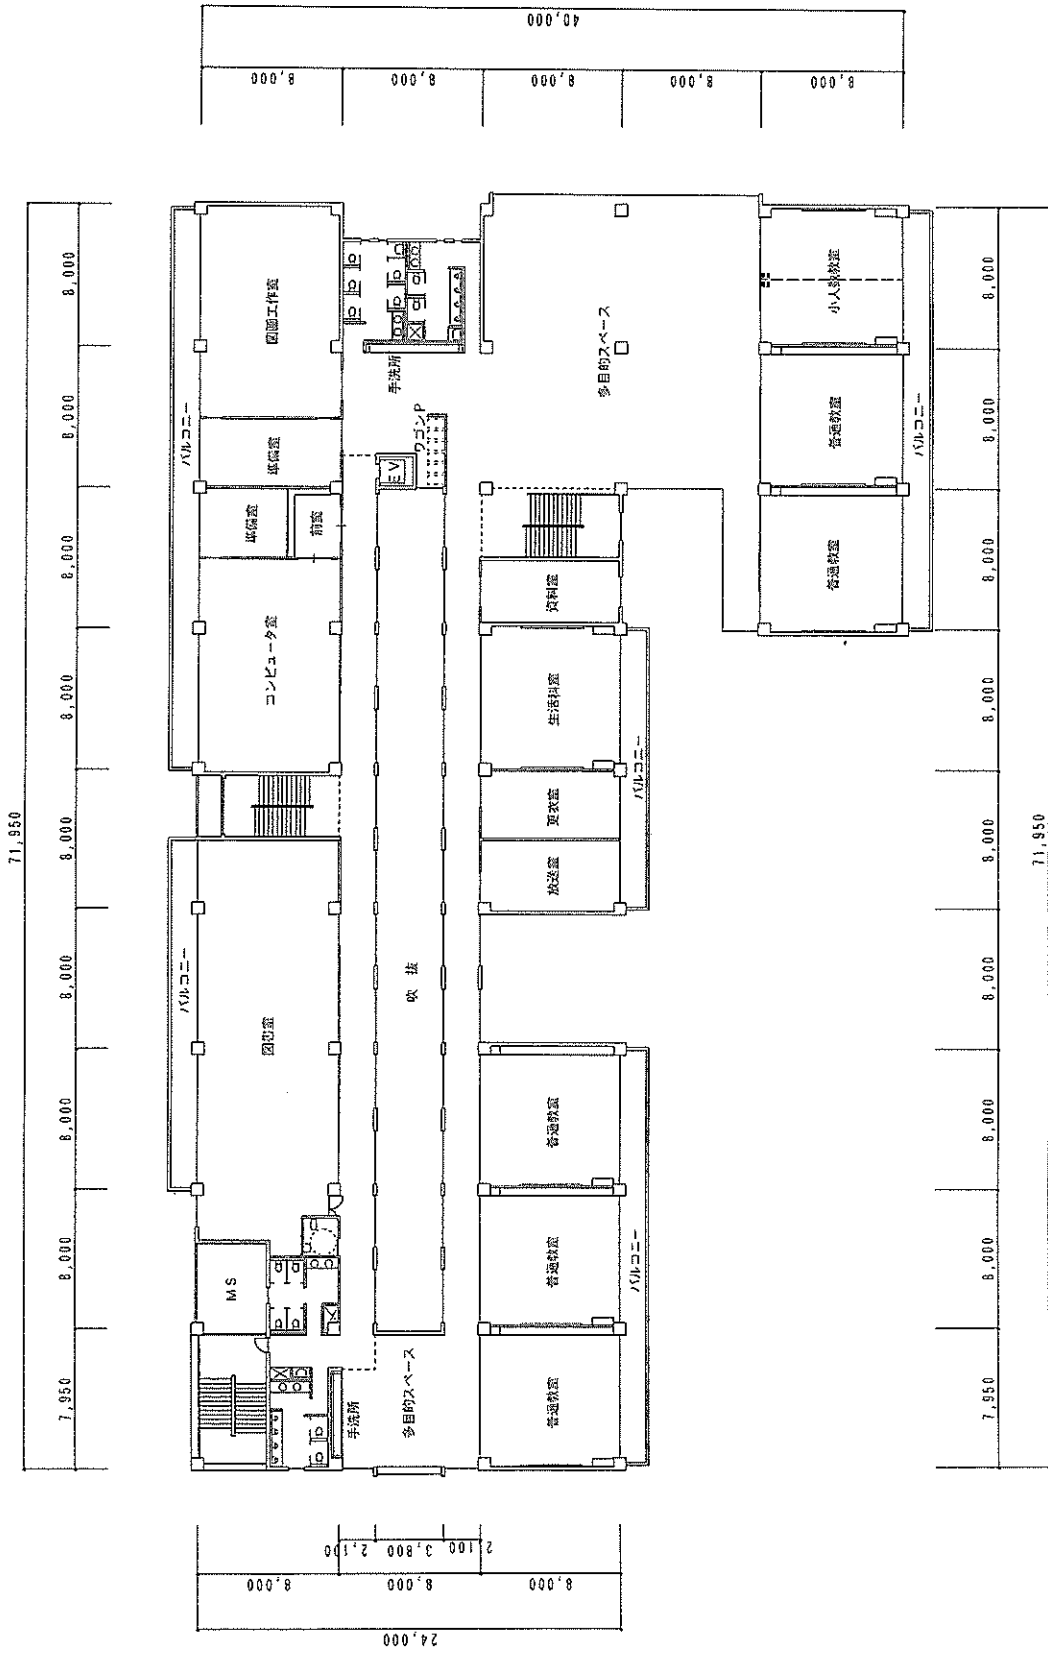 71,950
7,950
8,000
8,000
8,000
8,000
8,000
8,000
8,000
8,000
24,000
8,000
8,000
8,000
2,100
3,800
2,100
40,000
8,000
8,000
8,000
8,000
8,000
バルコニー
バルコニー
MS
図書室
コンピュータ室
準備室
前室
準備室
図画工作室
手洗所
多目的スペース
吹 抜
EV
ワゴンP
手洗所
普通教室
普通教室
普通教室
放送室
更衣室
生活科室
資料室
多目的スペース
バルコニー
バルコニー
普通教室
普通教室
小人数教室
バルコニー
7,950
8,000
8,000
8,000
8,000
8,000
8,000
8,000
8,000
71,950